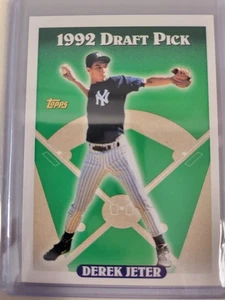 1992 DRAFT PICK
TOPPS
NY
DEREK JETER